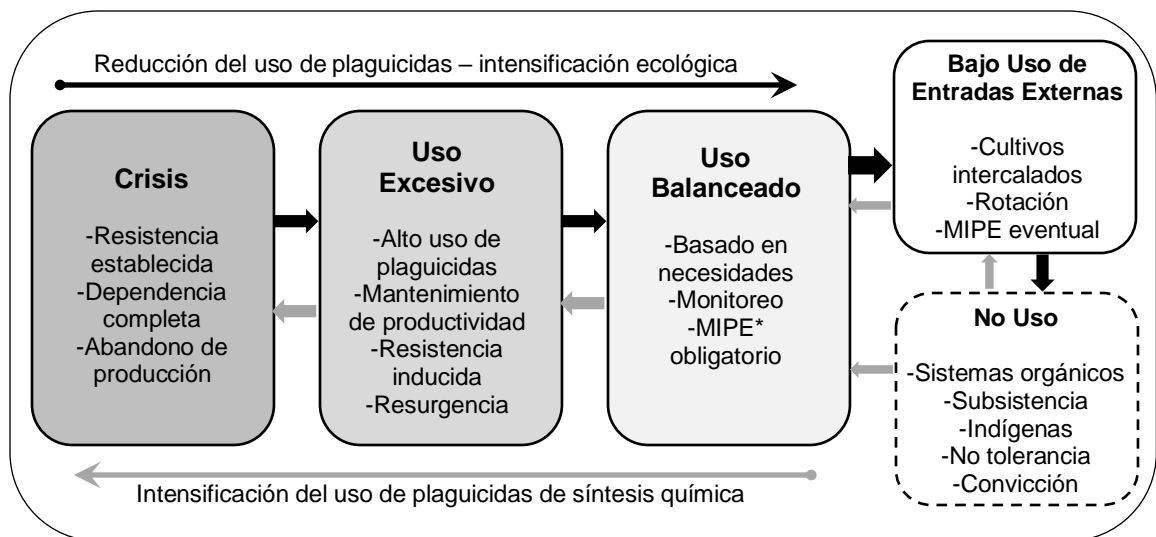 Reducción del uso de plaguicidas – intensificación ecológica
Crisis
-Resistencia
establecida
-Dependencia
completa
-Abandono de
producción
Uso
Excesivo
-Alto uso de
plaguicidas
-Mantenimiento
de productividad
-Resistencia
inducida
-Resurgencia
Uso
Balanceado
-Basado en
necesidades
-Monitoreo
-MIPE*
obligatorio
Bajo Uso de
Entradas Externas
-Cultivos
intercalados
-Rotación
-MIPE eventual
No Uso
-Sistemas orgánicos
-Subsistencia
-Indígenas
-No tolerancia
-Convicción
Intensificación del uso de plaguicidas de síntesis química